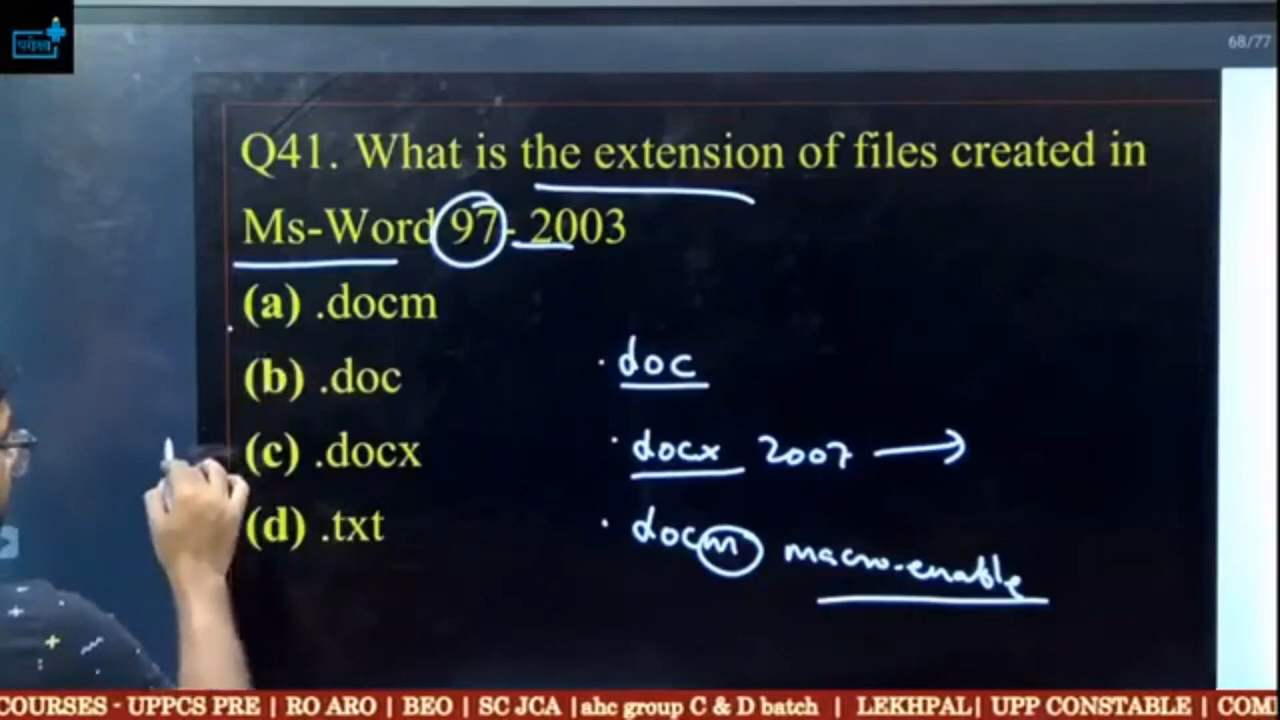 परीक्षा
68/77
Q41. What is the extension of files created in
Ms-Word 97- 2003
(a) .docm
(b) .doc
(c) .docx
(d) .txt
.doc
.docx 2007 →
.docm macro-enable
COURSES - UPPCS PRE | RO ARO | BEO | SC JCA |ahc group C & D batch | LEKHPAL| UPP CONSTABLE | COM